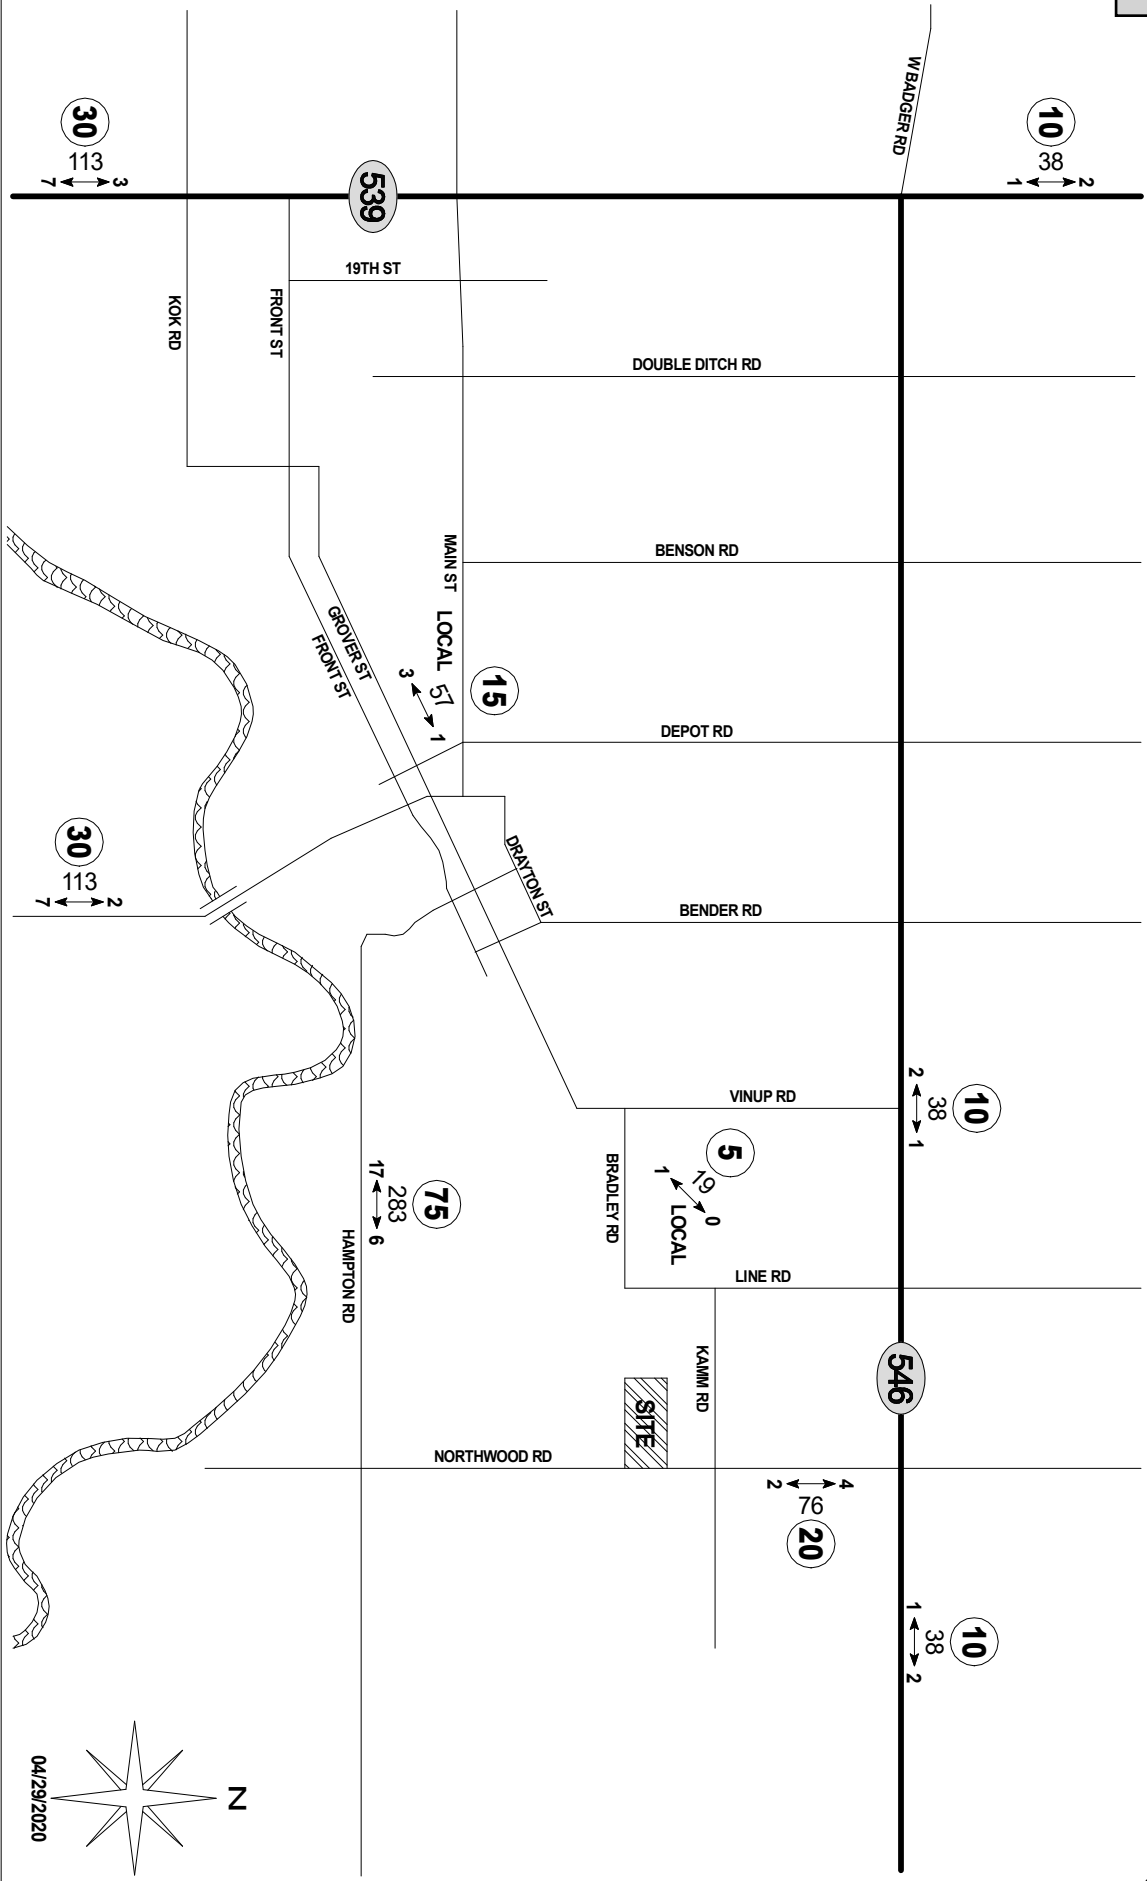 W BADGER RD
10
38
1 2
30
113
7 3
539
19TH ST
KOK RD
FRONT ST
DOUBLE DITCH RD
BENSON RD
MAIN ST
LOCAL
15
57
3 1
GROVER ST
FRONT ST
DEPOT RD
DRAYTON ST
BENDER RD
30
113
7 2
10
38
2 1
VINUP RD
5
19
1 0
LOCAL
BRADLEY RD
75
283
17 6
HAMPTON RD
LINE RD
KAMM RD
546
SITE
NORTHWOOD RD
2 4
76
20
10
38
1 2
N
04/29/2020